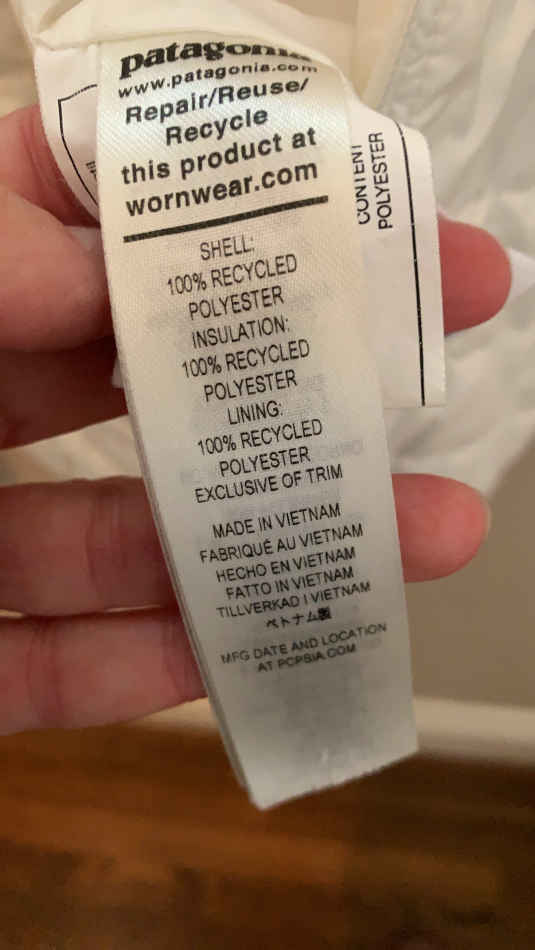 patagonia
www.patagonia.com
Repair/Reuse/
Recycle
this product at
wornwear.com
SHELL:
100% RECYCLED
POLYESTER
INSULATION:
100% RECYCLED
POLYESTER
LINING:
100% RECYCLED
POLYESTER
EXCLUSIVE OF TRIM
MADE IN VIETNAM
FABRIQUÉ AU VIETNAM
HECHO EN VIETNAM
FATTO IN VIETNAM
TILLVERKAD I VIETNAM
ベトナム製
MFG DATE AND LOCATION
AT PCPSIA.COM
CONTENT
POLYESTER